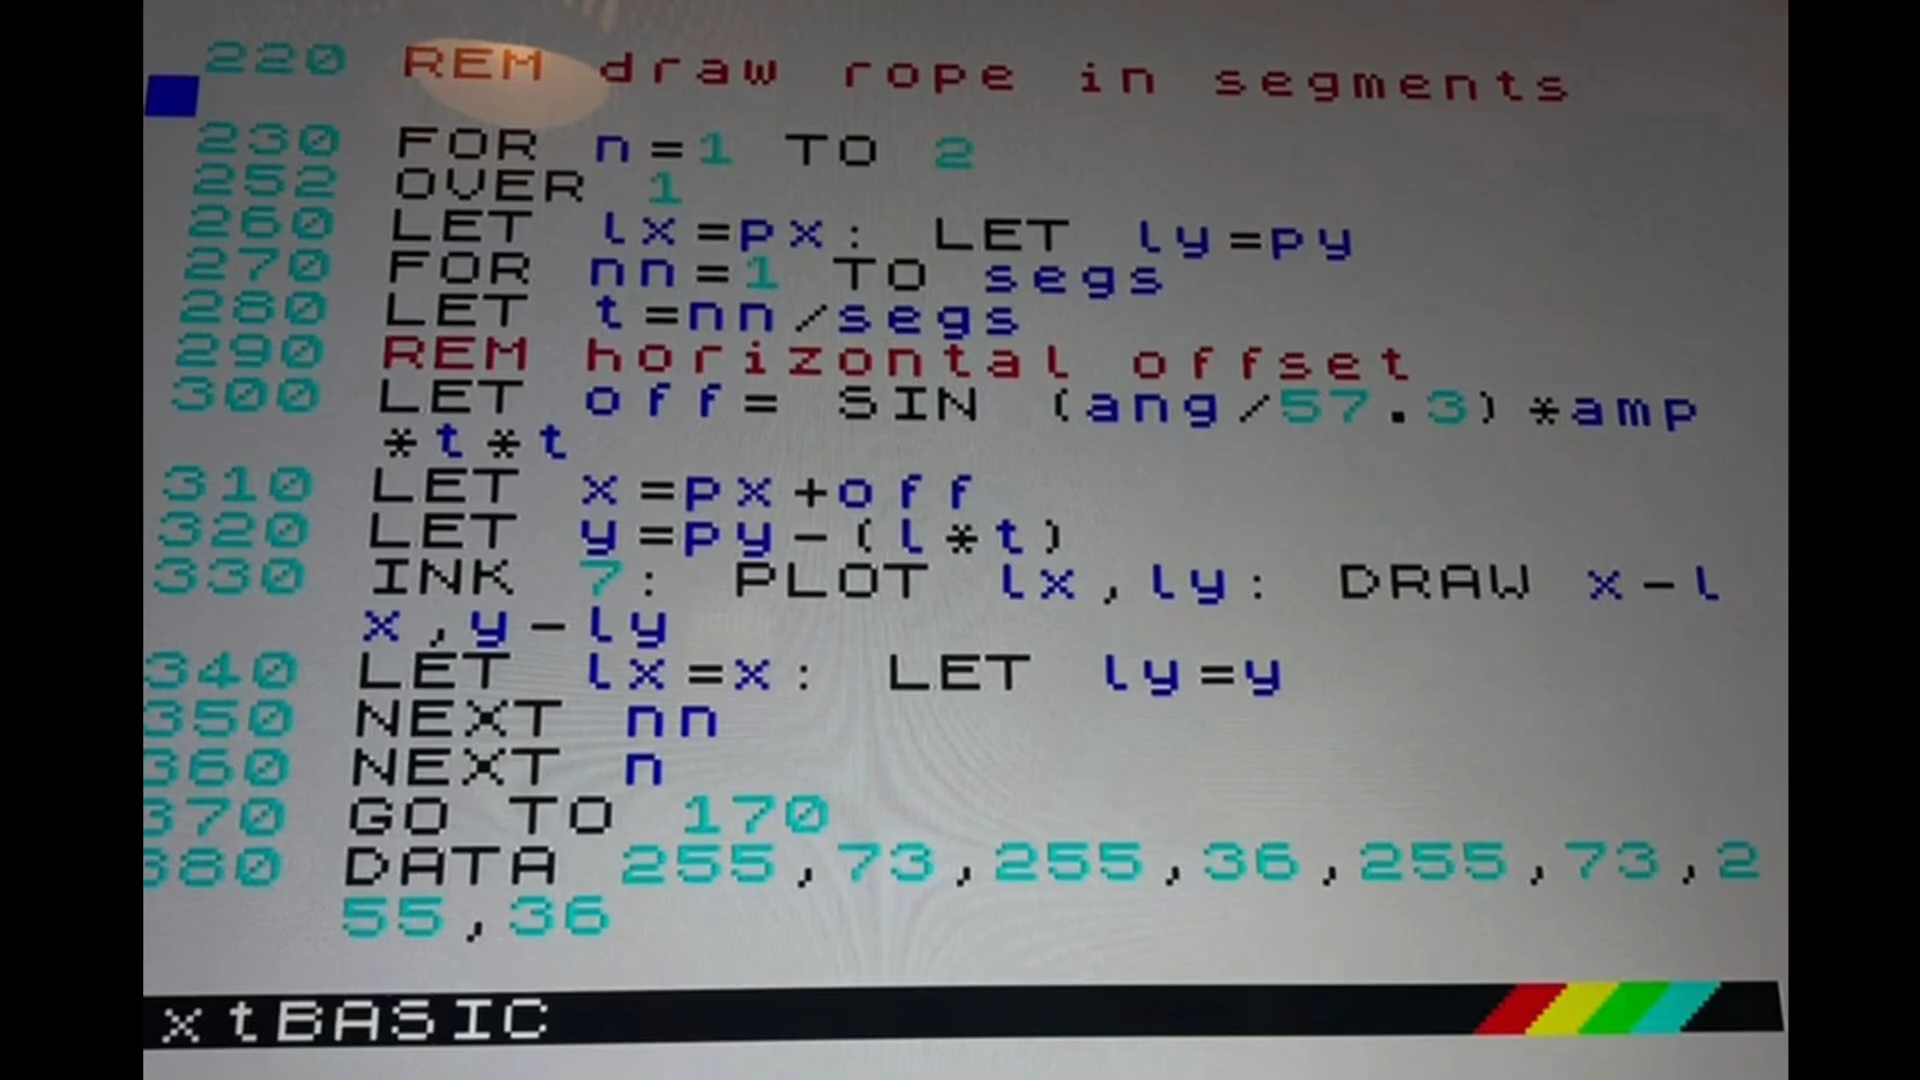 220 REM draw rope in segments
230 FOR n=1 TO 2
252 OVER 1
260 LET lx=px: LET ly=py
270 FOR nn=1 TO segs
280 LET t=nn/segs
290 REM horizontal offset
300 LET off= SIN (ang/57.3)*amp
*t*t
310 LET x=px+off
320 LET y=py-(l*t)
330 INK 7: PLOT lx,ly: DRAW x-l
x,y-ly
340 LET lx=x: LET ly=y
350 NEXT nn
360 NEXT n
370 GO TO 170
380 DATA 255,73,255,36,255,73,2
55,36
xtBASIC